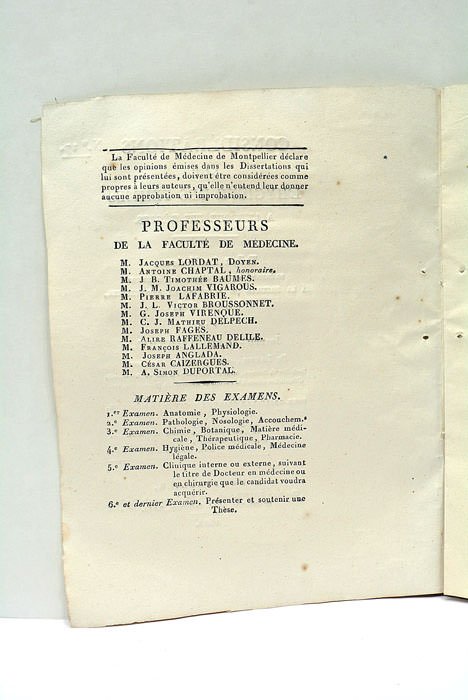 La Faculté de Médecine de Montpellier déclare
que les opinions émises dans les Dissertations qui
lui sont présentées, doivent être considérées comme
propres à leurs auteurs, qu'elle n'entend leur donner
aucune approbation ni improbation.
PROFESSEURS
DE LA FACULTÉ DE MEDECINE.
M. JACQUES LORDAT, DOYEN.
M. ANTOINE CHAPTAL, honoraire.
M. J B. TIMOTHÉE BAUMES.
M. J. M. JOACHIM VIGAROUS.
M. PIERRE LAFABRIE.
M. J. L. VICTOR BROUSSONNET.
M. G. JOSEPH VIRENQUE.
M. C. J. MATHIEU DELPECH.
M. JOSEPH FAGES.
M. ALIRE RAFFENEAU DELILE.
M. FRANÇOIS LALLEMAND.
M. JOSEPH ANGLADA.
M. CÉSAR CAIZERGUES.
M. A. SIMON DUPORTAL.
MATIÈRE DES EXAMENS.
1.er Examen. Anatomie, Physiologie.
2.e Examen. Pathologie, Nosologie, Accouchem.s
3.e Examen. Chimie, Botanique, Matière médi-
cale, Thérapeutique, Pharmacie.
4.e Examen. Hygiène, Police médicale, Médecine
légale.
5.e Examen. Clinique interne ou externe, suivant
le titre de Docteur en médecine ou
en chirurgie que le candidat voudra
acquérir.
6.e et dernier Examen. Présenter et soutenir une
Thèse.